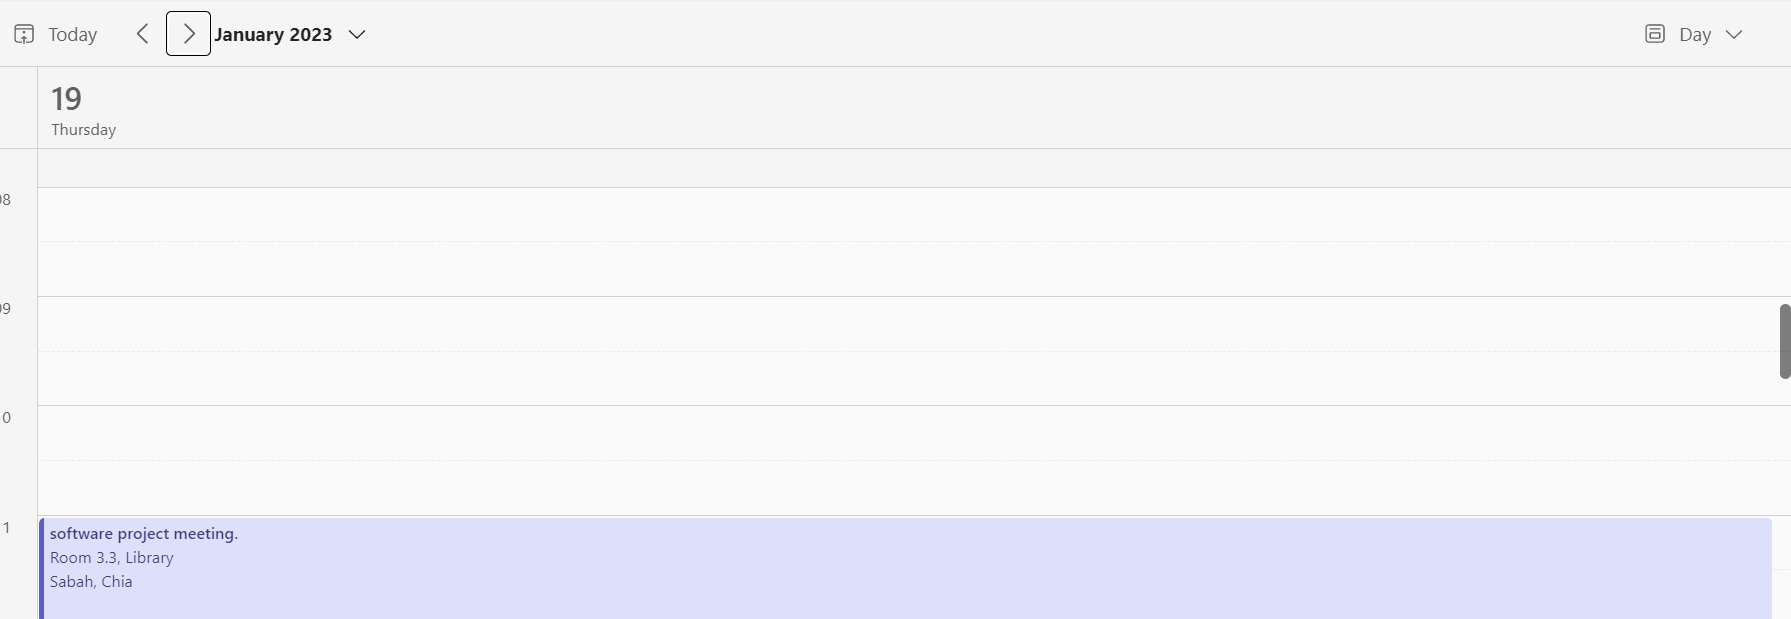 Today
January 2023
Day
19
Thursday
08
09
0
1
software project meeting.
Room 3.3, Library
Sabah, Chia